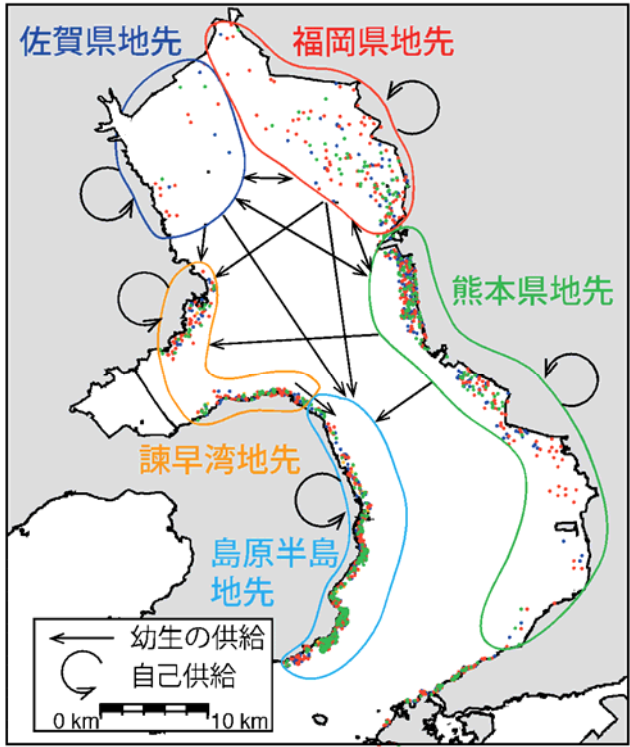 佐賀県地先
福岡県地先
熊本県地先
諫早湾地先
島原半島
地先
幼生の供給
自己供給
0 km
10 km